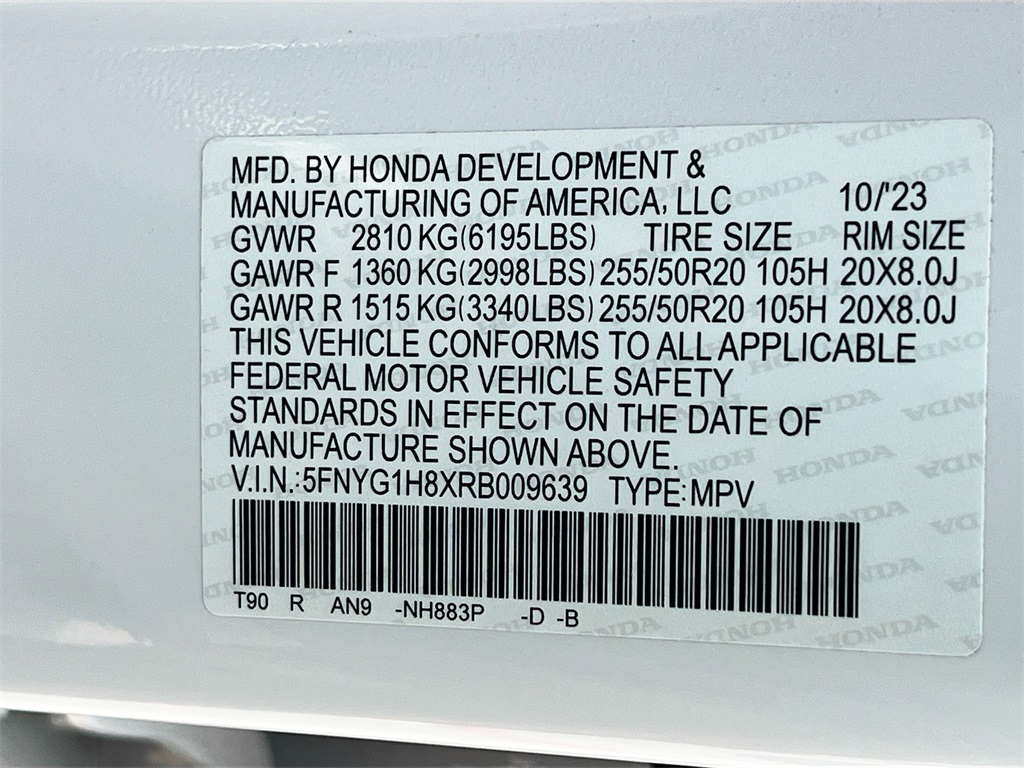 MFD. BY HONDA DEVELOPMENT &
MANUFACTURING OF AMERICA, LLC 10/'23
GVWR 2810 KG(6195LBS) TIRE SIZE RIM SIZE
GAWR F 1360 KG(2998LBS) 255/50R20 105H 20X8.0J
GAWR R 1515 KG(3340LBS) 255/50R20 105H 20X8.0J
THIS VEHICLE CONFORMS TO ALL APPLICABLE
FEDERAL MOTOR VEHICLE SAFETY
STANDARDS IN EFFECT ON THE DATE OF
MANUFACTURE SHOWN ABOVE.
V.I.N.:5FNYG1H8XRB009639 TYPE:MPV
T90 R AN9 -NH883P -D -B